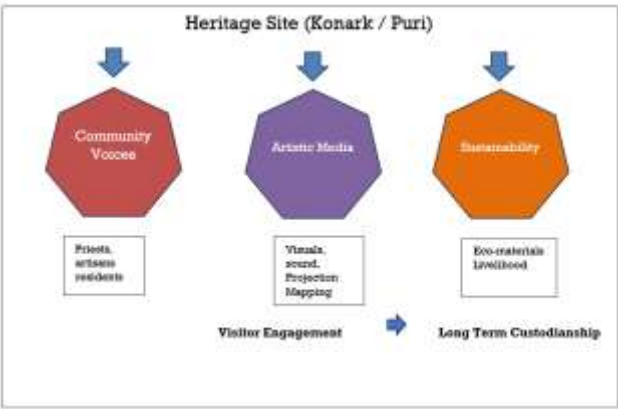 Heritage Site (Konark / Puri)
Community
Voices
Artistic Media
Sustainability
Priests,
artisans
residents
Visuals,
sound,
Projection
Mapping
Eco-materials
Livelihood
Visitor Engagement
Long Term Custodianship